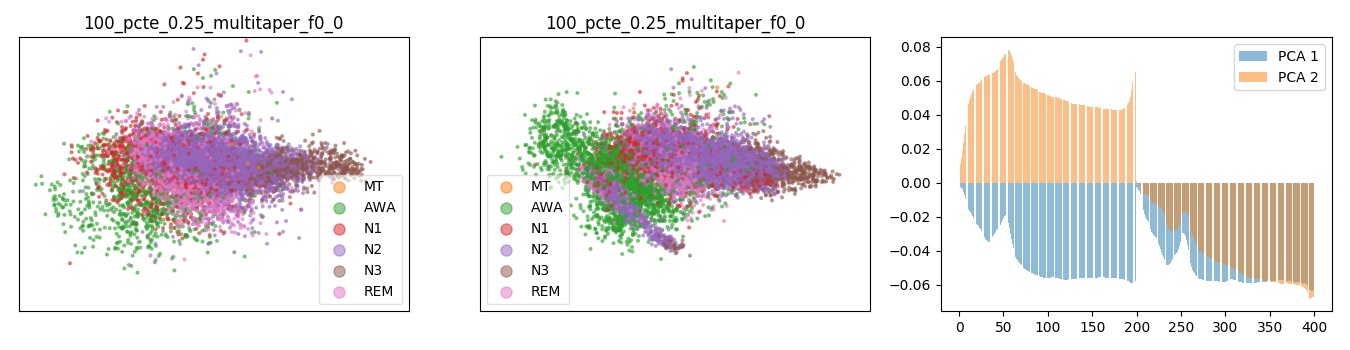 100_pcte_0.25_multitaper_f0_0
MT
AWA
N1
N2
N3
REM
100_pcte_0.25_multitaper_f0_0
MT
AWA
N1
N2
N3
REM
PCA 1
PCA 2
0.08
0.06
0.04
0.02
0.00
−0.02
−0.04
−0.06
0 50 100 150 200 250 300 350 400